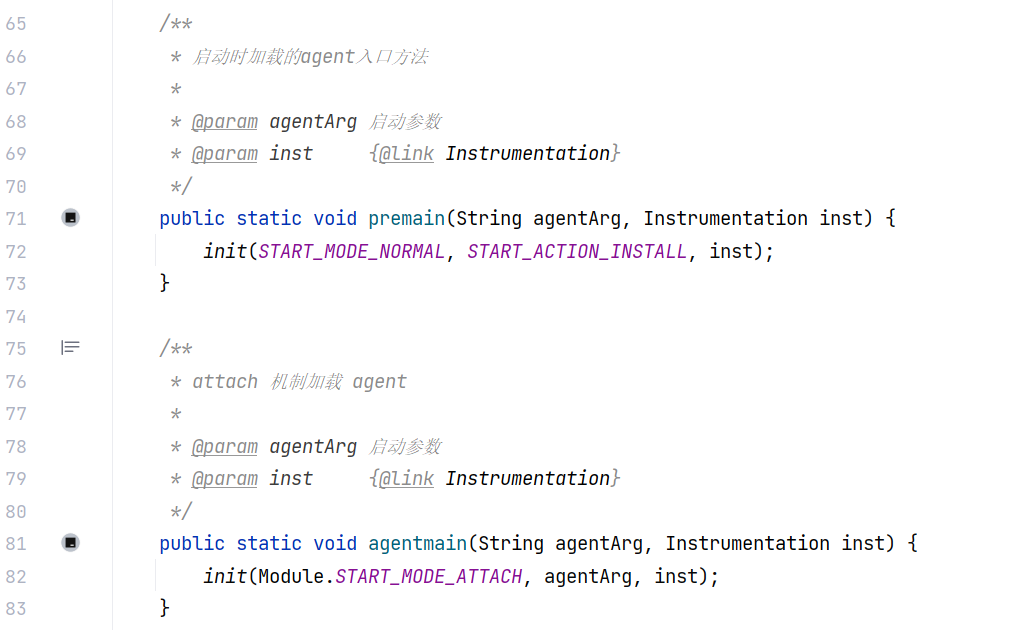 65 /**
66 * 启动时加载的agent入口方法
67 *
68 * @param agentArg 启动参数
69 * @param inst     {@link Instrumentation}
70 */
71 public static void premain(String agentArg, Instrumentation inst) {
72     init(START_MODE_NORMAL, START_ACTION_INSTALL, inst);
73 }
74
75 /**
76 * attach 机制加载 agent
77 *
78 * @param agentArg 启动参数
79 * @param inst     {@link Instrumentation}
80 */
81 public static void agentmain(String agentArg, Instrumentation inst) {
82     init(Module.START_MODE_ATTACH, agentArg, inst);
83 }